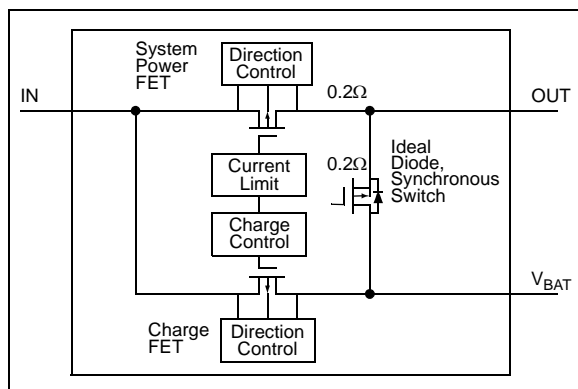 System
Power
FET
Direction
Control
0.2Ω
IN
OUT
Current
Limit
0.2Ω
Ideal
Diode,
Synchronous
Switch
Charge
Control
VBAT
Charge
FET
Direction
Control